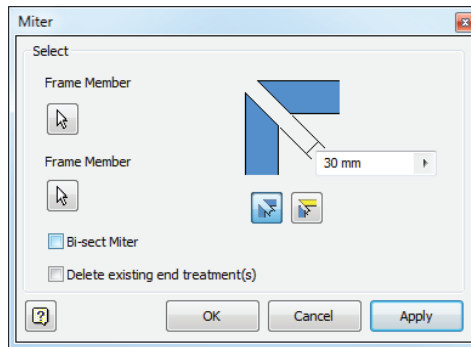 Miter
Select
Frame Member
Frame Member
30 mm
Bi-sect Miter
Delete existing end treatment(s)
?
OK
Cancel
Apply